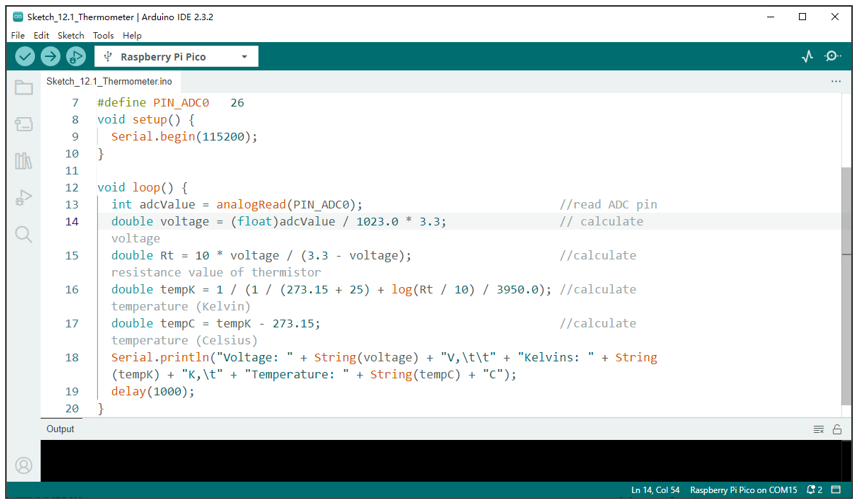 Sketch_12.1_Thermometer | Arduino IDE 2.3.2
File Edit Sketch Tools Help
Raspberry Pi Pico
Sketch_12.1_Thermometer.ino
7 #define PIN_ADC0   26
8 void setup() {
9   Serial.begin(115200);
10 }
11
12 void loop() {
13   int adcValue = analogRead(PIN_ADC0);                            //read ADC pin
14   double voltage = (float)adcValue / 1023.0 * 3.3;                // calculate
voltage
15   double Rt = 10 * voltage / (3.3 - voltage);                     //calculate
resistance value of thermistor
16   double tempK = 1 / (1 / (273.15 + 25) + log(Rt / 10) / 3950.0); //calculate
temperature (Kelvin)
17   double tempC = tempK - 273.15;                                  //calculate
temperature (Celsius)
18   Serial.println("Voltage: " + String(voltage) + "V,\t\t" + "Kelvins: " + String
(tempK) + "K,\t" + "Temperature: " + String(tempC) + "C");
19   delay(1000);
20 }
Output
Ln 14, Col 54 Raspberry Pi Pico on COM15 2